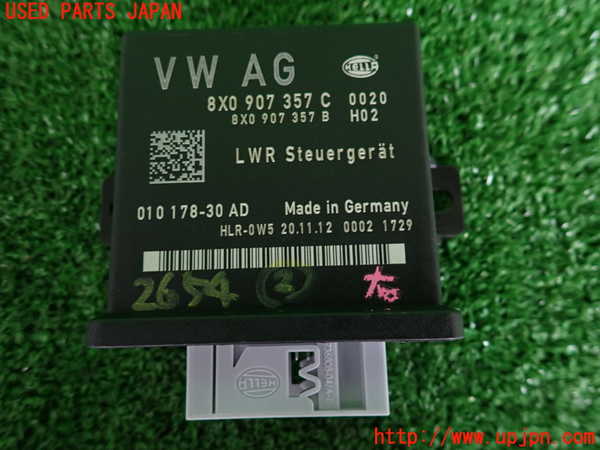 USED PARTS JAPAN
VW AG
HELLA
8X0 907 357 C 0020
8X0 907 357 B H02
LWR Steuergerät
010 178-30 AD Made in Germany
HLR-0W5 20.11.12 0002 1729
2654 2
HELLA
http://www.upjpn.com/